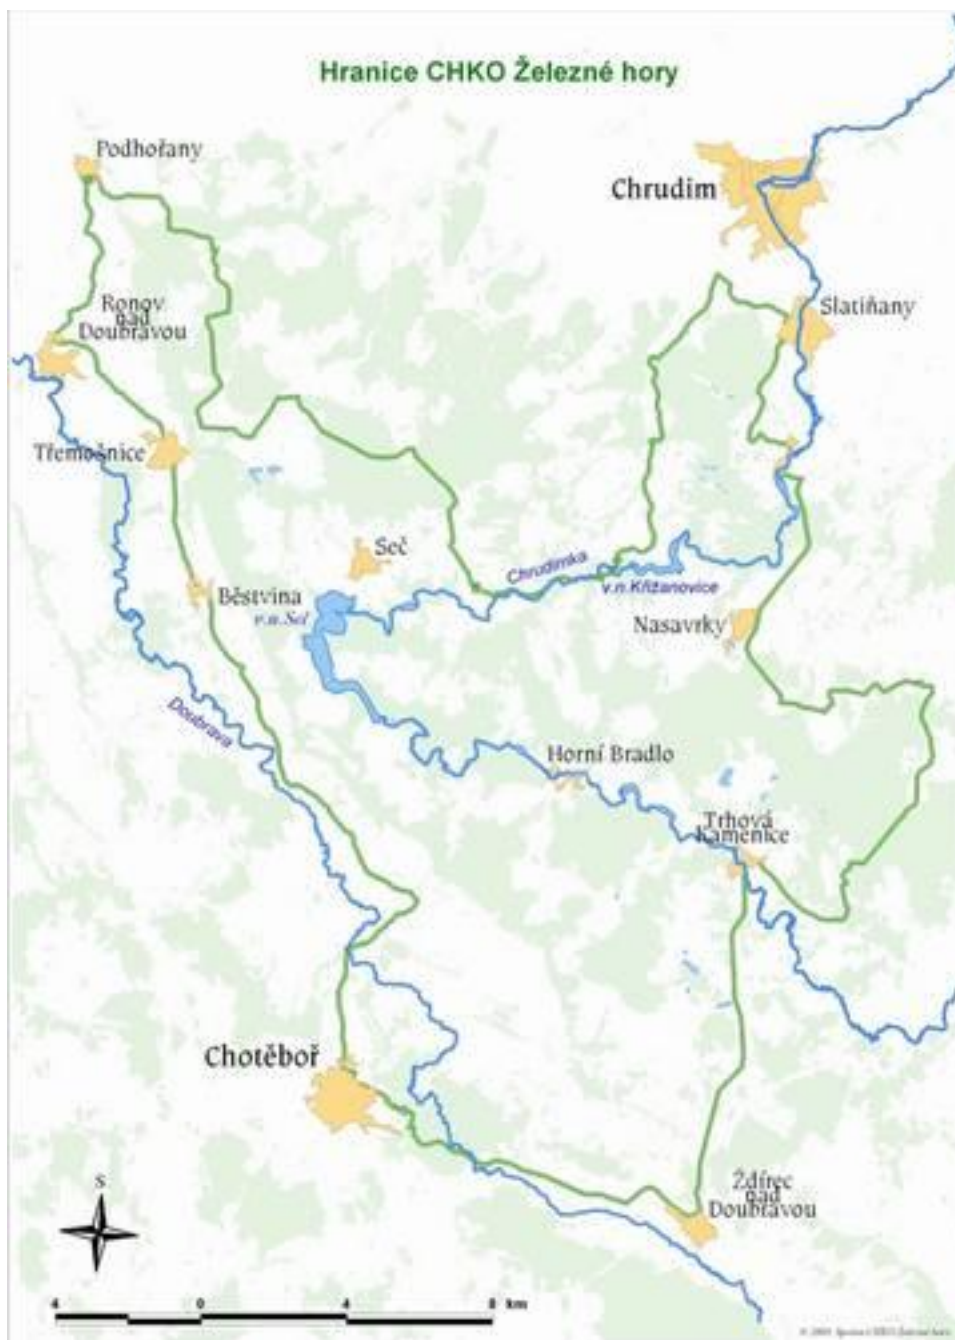 Hranice CHKO Železné hory
Podhořany
Chrudim
Ronov
nad
Doubravou
Slatiňany
Třemošnice
Seč
Chrudimka
v.n.Křižanovice
Běstvina
v.n.Seč
Nasavrky
Doubrava
Horní Bradlo
Trhová
Kamenice
Chotěboř
S
Ždírec
nad
Doubravou
4 0 4 8 km